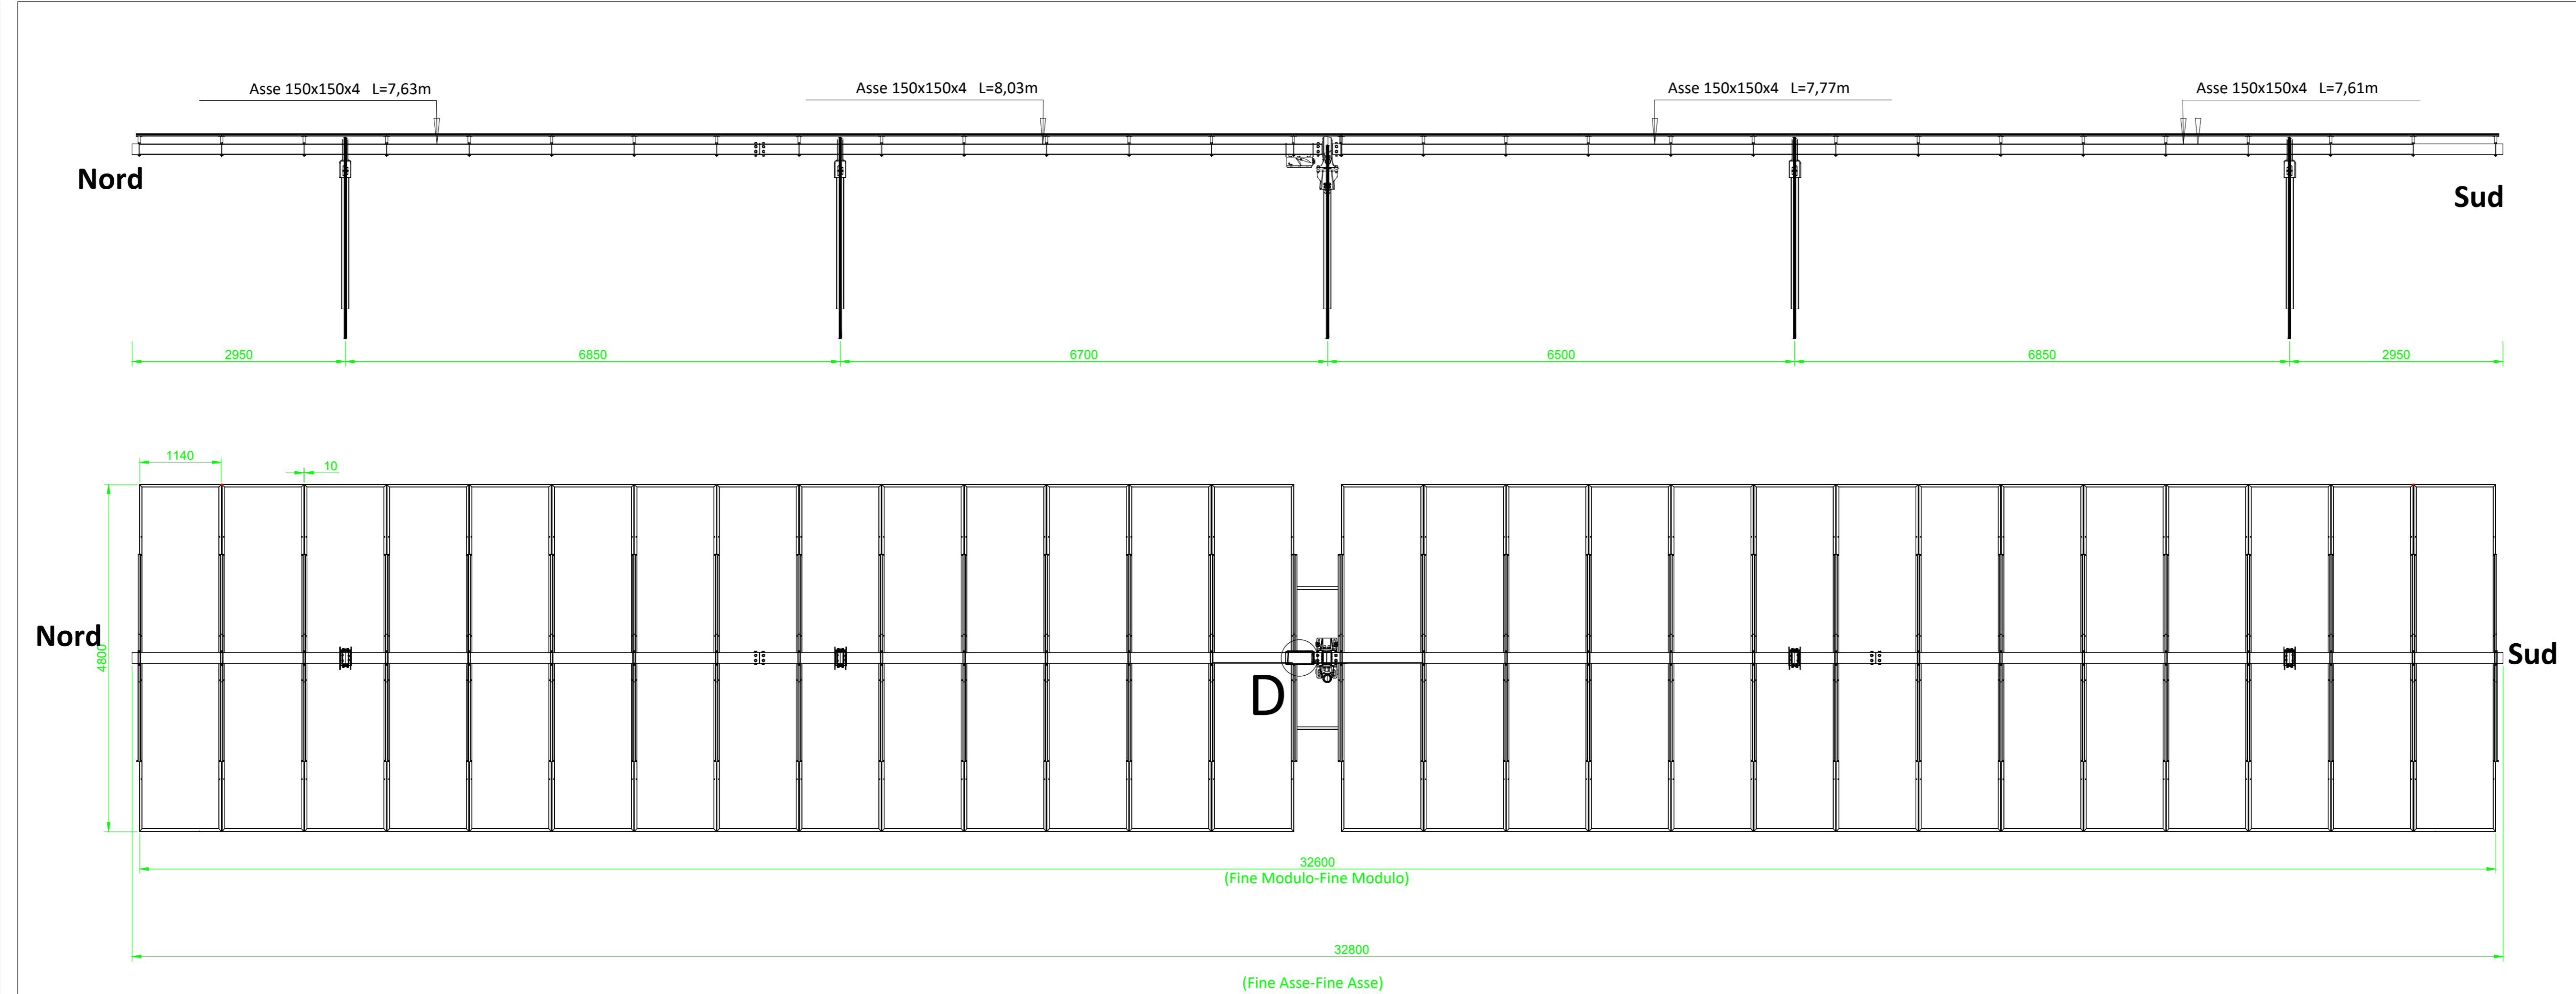 Asse 150x150x4 L=7,63m
Asse 150x150x4 L=8,03m
Asse 150x150x4 L=7,77m
Asse 150x150x4 L=7,61m
Nord
Sud
2950
6850
6700
6500
6850
2950
1140
10
Nord
4800
Sud
D
32600
(Fine Modulo-Fine Modulo)
32800
(Fine Asse-Fine Asse)